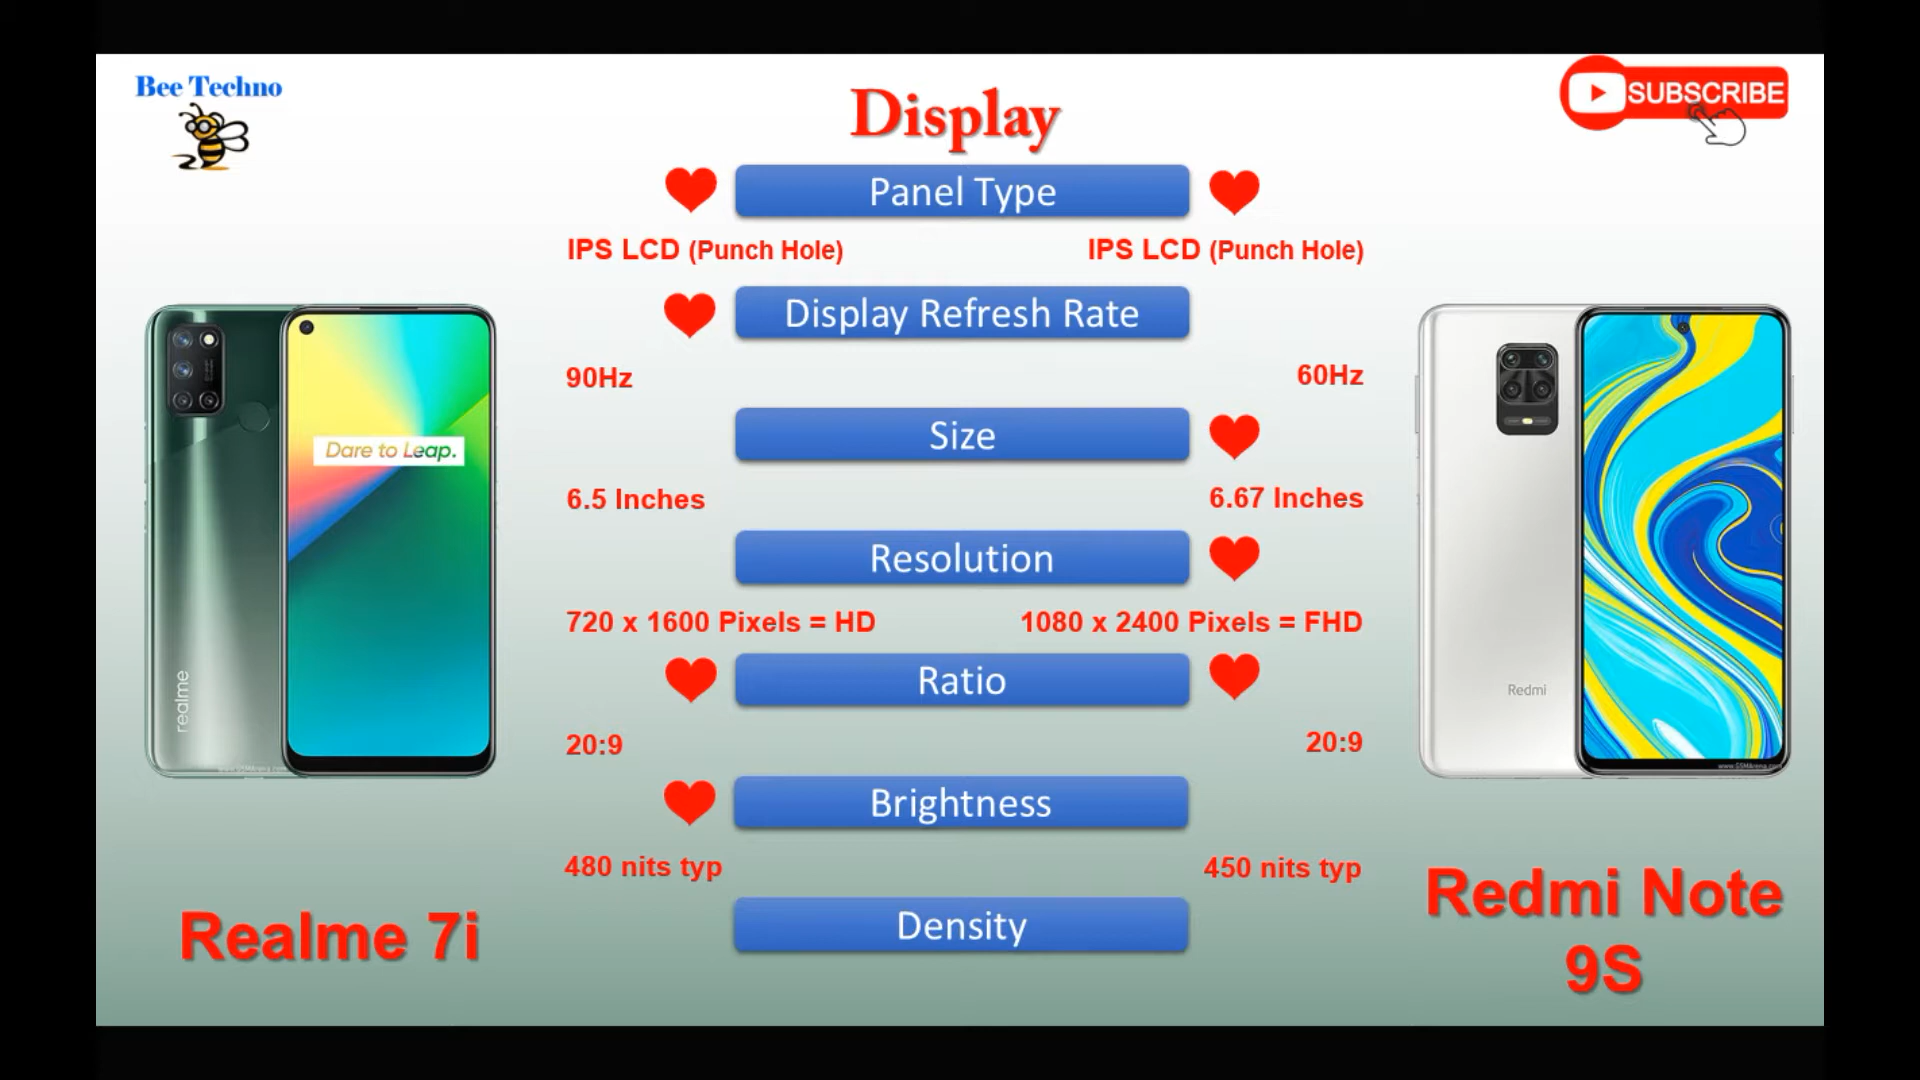 Bee Techno
Display
SUBSCRIBE
Panel Type
IPS LCD (Punch Hole)
IPS LCD (Punch Hole)
Display Refresh Rate
90Hz
60Hz
Size
6.5 Inches
6.67 Inches
Resolution
720 x 1600 Pixels = HD
1080 x 2400 Pixels = FHD
Ratio
20:9
20:9
Brightness
480 nits typ
450 nits typ
Density
Dare to Leap.
realme
Realme 7i
Redmi
www.GSMArena.com
Redmi Note
9S